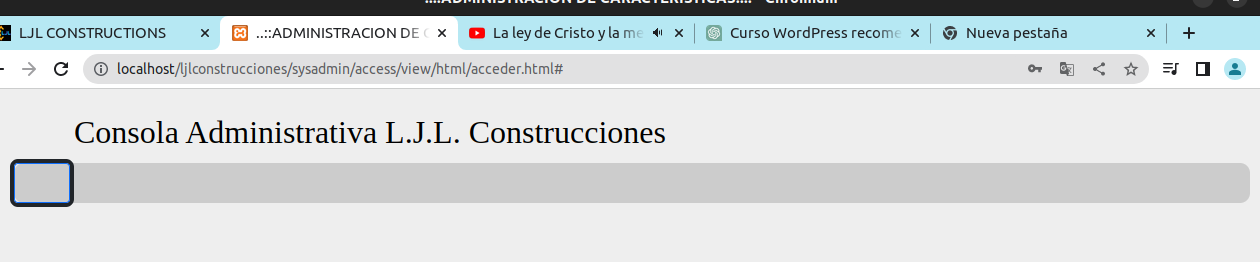 ....ADMINISTRACION DE CARACTERISTICAS.... - Chromium
LJL CONSTRUCTIONS
..::ADMINISTRACION DE C
La ley de Cristo y la me
Curso WordPress recome
Nueva pestaña
localhost/ljlconstrucciones/sysadmin/access/view/html/acceder.html#
Consola Administrativa L.J.L. Construcciones